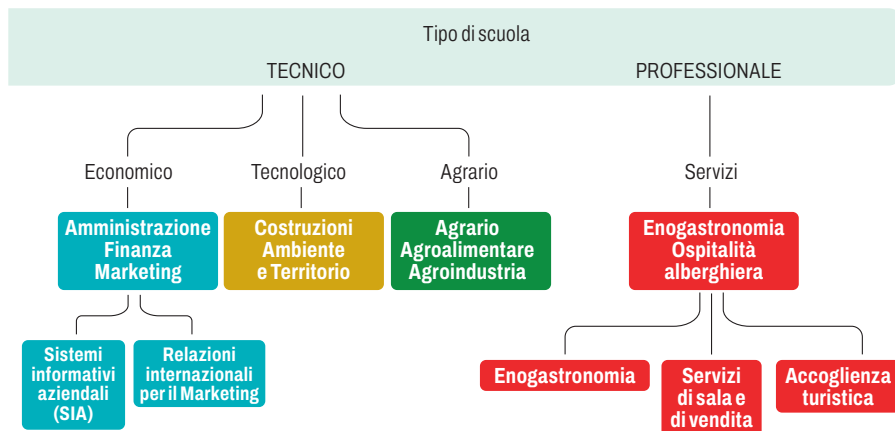 Tipo di scuola
TECNICO
PROFESSIONALE
Economico
Tecnologico
Agrario
Servizi
Amministrazione
Finanza
Marketing
Costruzioni
Ambiente
e Territorio
Agrario
Agroalimentare
Agroindustria
Enogastronomia
Ospitalità
alberghiera
Sistemi
informativi
aziendali
(SIA)
Relazioni
internazionali
per il Marketing
Enogastronomia
Servizi
di sala e
di vendita
Accoglienza
turistica